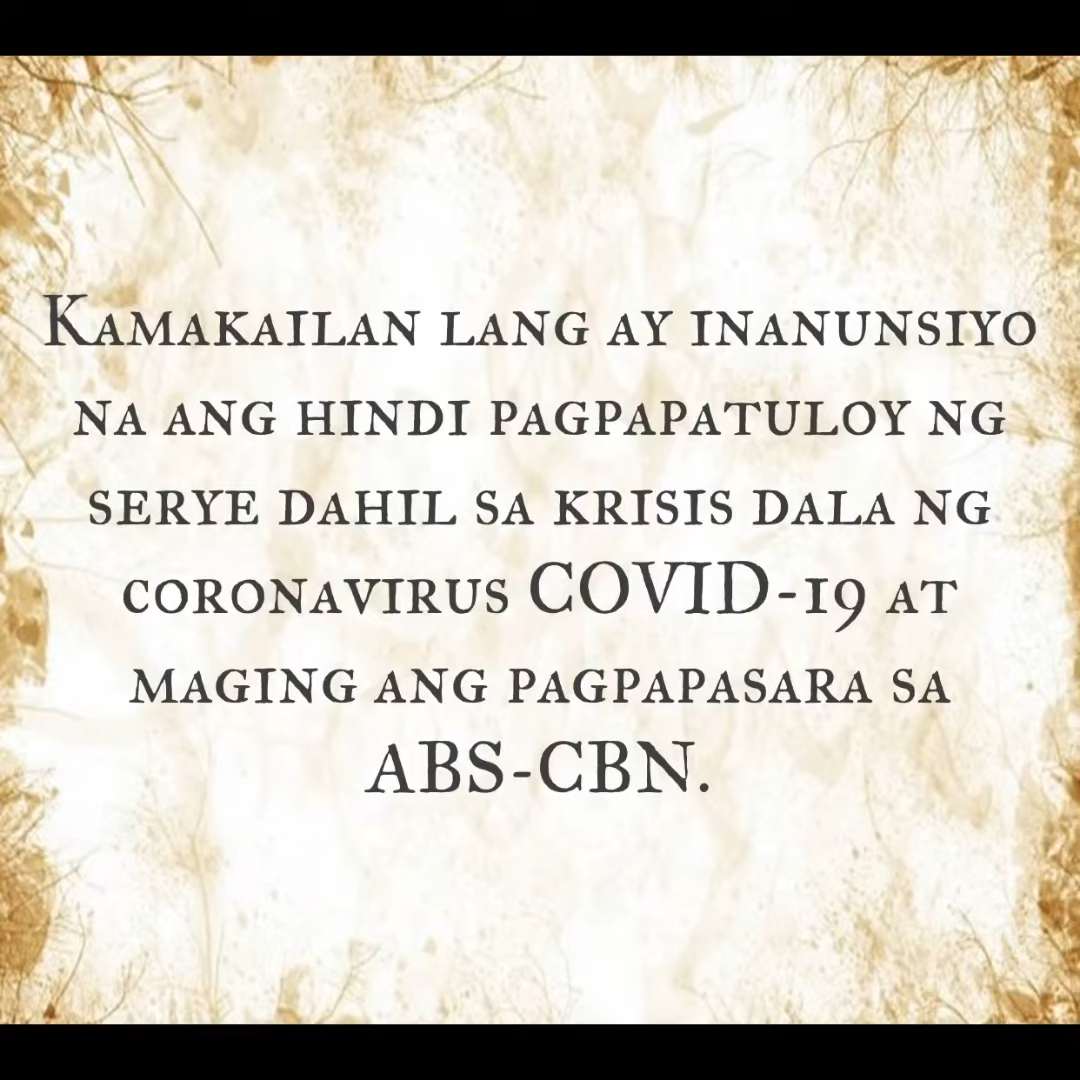 Kamakailan lang ay inanunsiyo
na ang hindi pagpapatuloy ng
serye dahil sa krisis dala ng
coronavirus COVID-19 at
maging ang pagpapasara sa
ABS-CBN.